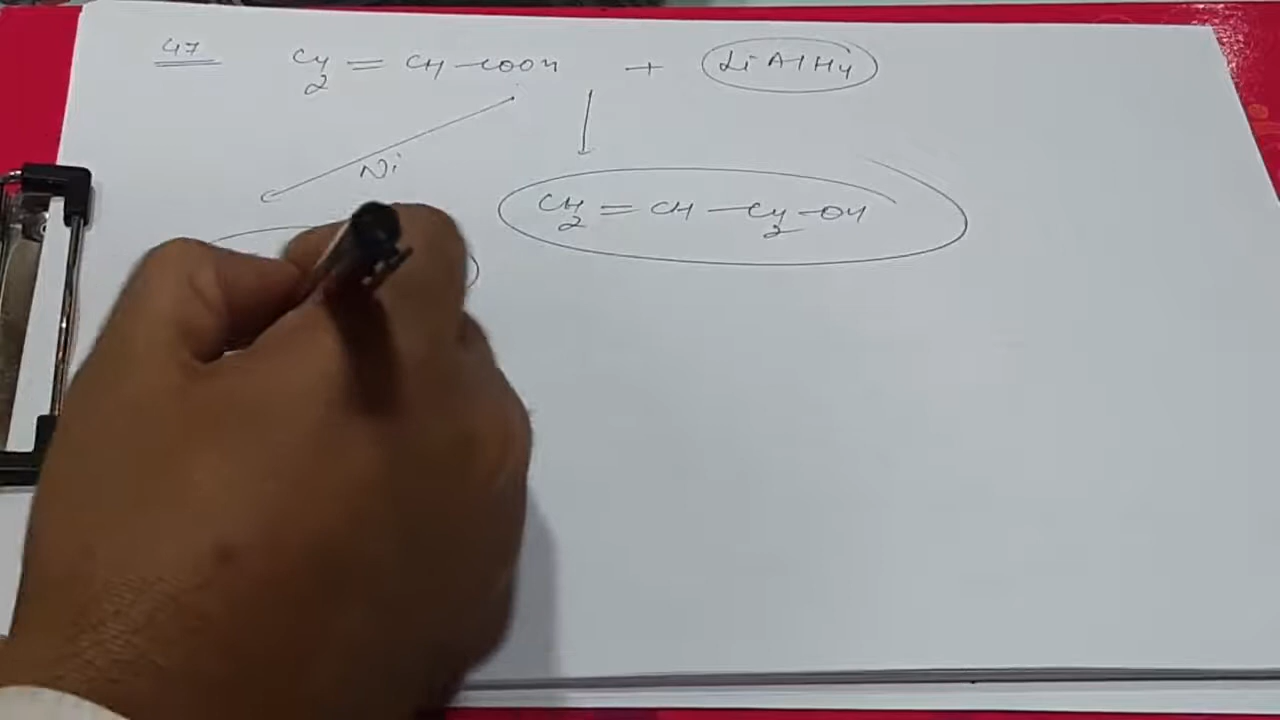 47 CH2 = CH - COOH + LiAlH4
Ni
CH2 = CH - CH2 - OH